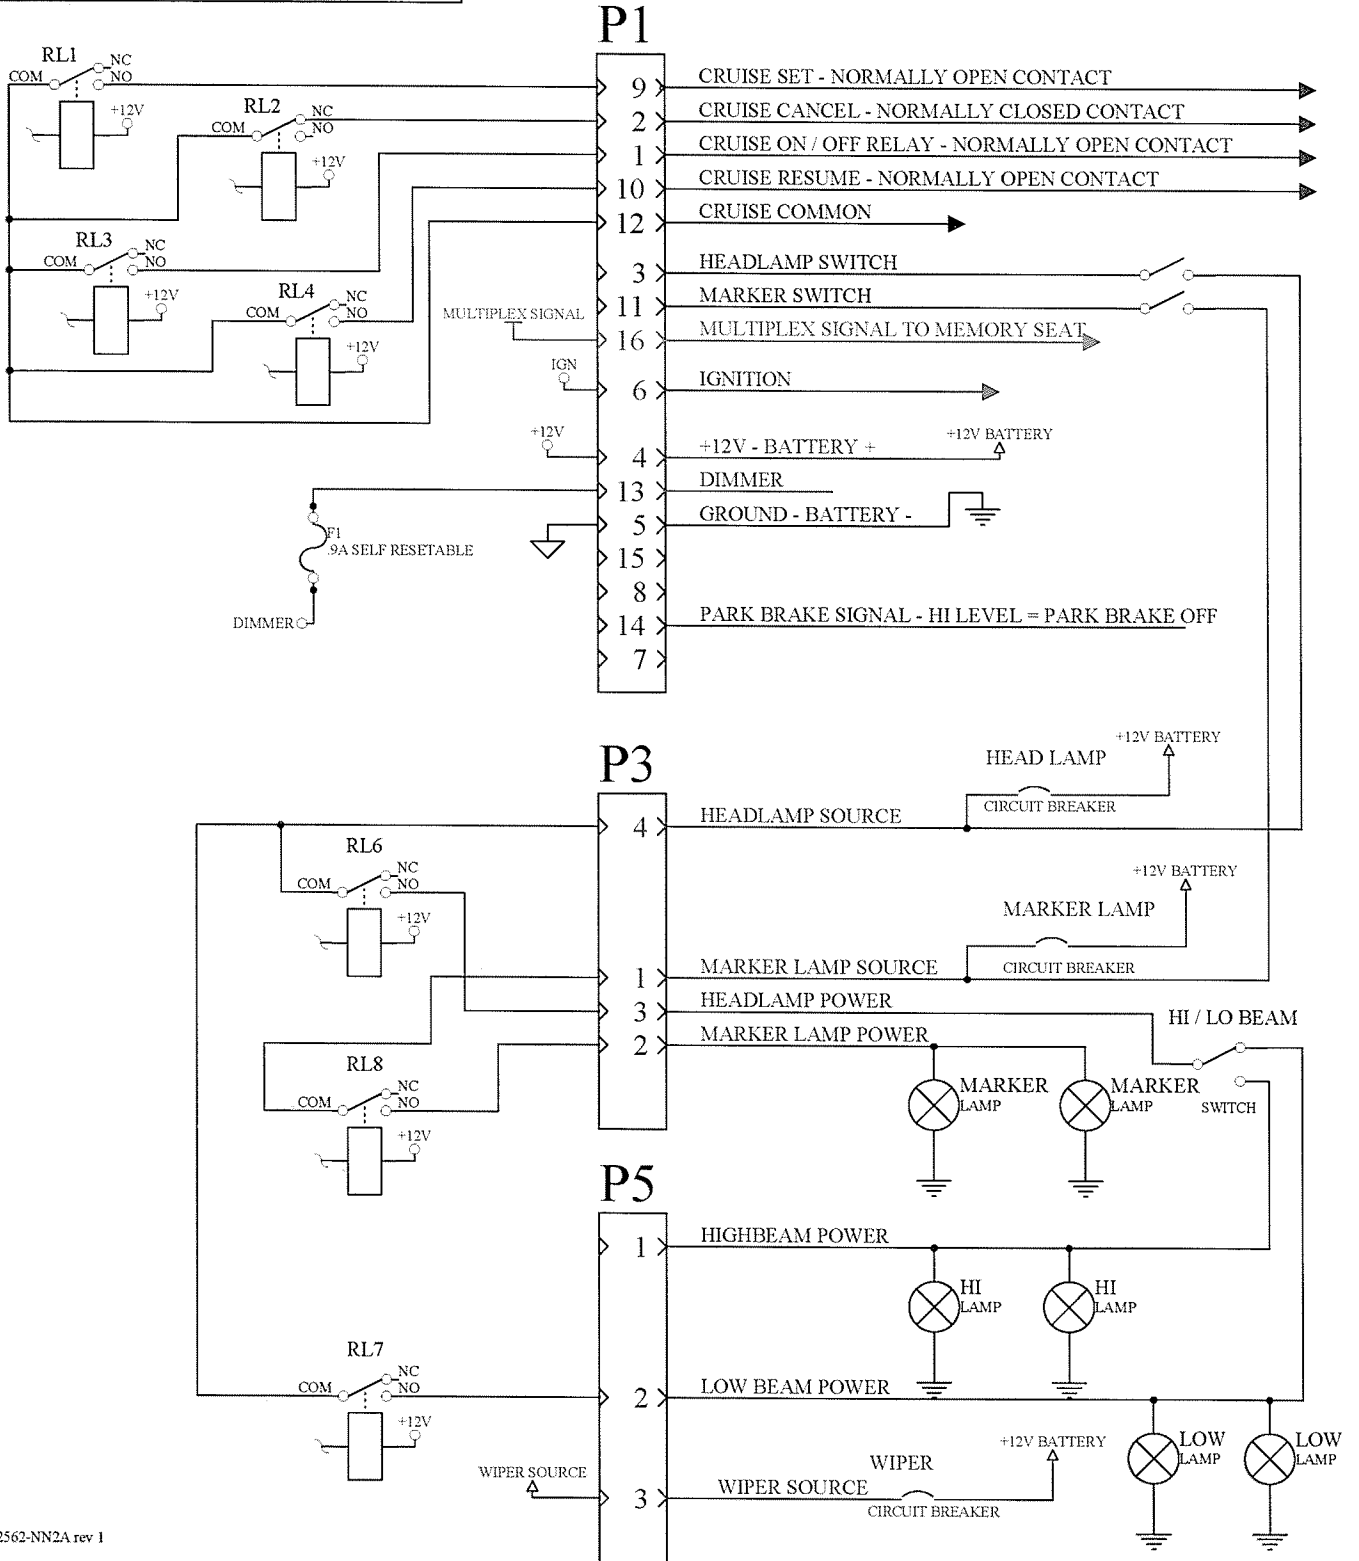 P1
RL1
NC
COM
NO
+12V
9
CRUISE SET - NORMALLY OPEN CONTACT
RL2
NC
COM
NO
+12V
2
CRUISE CANCEL - NORMALLY CLOSED CONTACT
1
CRUISE ON / OFF RELAY - NORMALLY OPEN CONTACT
10
CRUISE RESUME - NORMALLY OPEN CONTACT
12
CRUISE COMMON
RL3
NC
COM
NO
+12V
3
HEADLAMP SWITCH
RL4
NC
COM
NO
+12V
11
MARKER SWITCH
MULTIPLEX SIGNAL
16
MULTIPLEX SIGNAL TO MEMORY SEAT
IGN
6
IGNITION
+12V
4
+12V - BATTERY +
+12V BATTERY
13
DIMMER
5
GROUND - BATTERY -
F1
.9A SELF RESETABLE
15
8
DIMMER
14
PARK BRAKE SIGNAL - HI LEVEL = PARK BRAKE OFF
7
P3
+12V BATTERY
HEAD LAMP
CIRCUIT BREAKER
4
HEADLAMP SOURCE
RL6
NC
COM
NO
+12V
+12V BATTERY
MARKER LAMP
CIRCUIT BREAKER
1
MARKER LAMP SOURCE
3
HEADLAMP POWER
HI / LO BEAM
2
MARKER LAMP POWER
RL8
NC
COM
NO
+12V
MARKER
LAMP
MARKER
LAMP
SWITCH
P5
1
HIGHBEAM POWER
HI
LAMP
HI
LAMP
RL7
NC
COM
NO
+12V
2
LOW BEAM POWER
LOW
LAMP
LOW
LAMP
WIPER SOURCE
+12V BATTERY
WIPER
3
WIPER SOURCE
CIRCUIT BREAKER
2562-NN2A rev 1